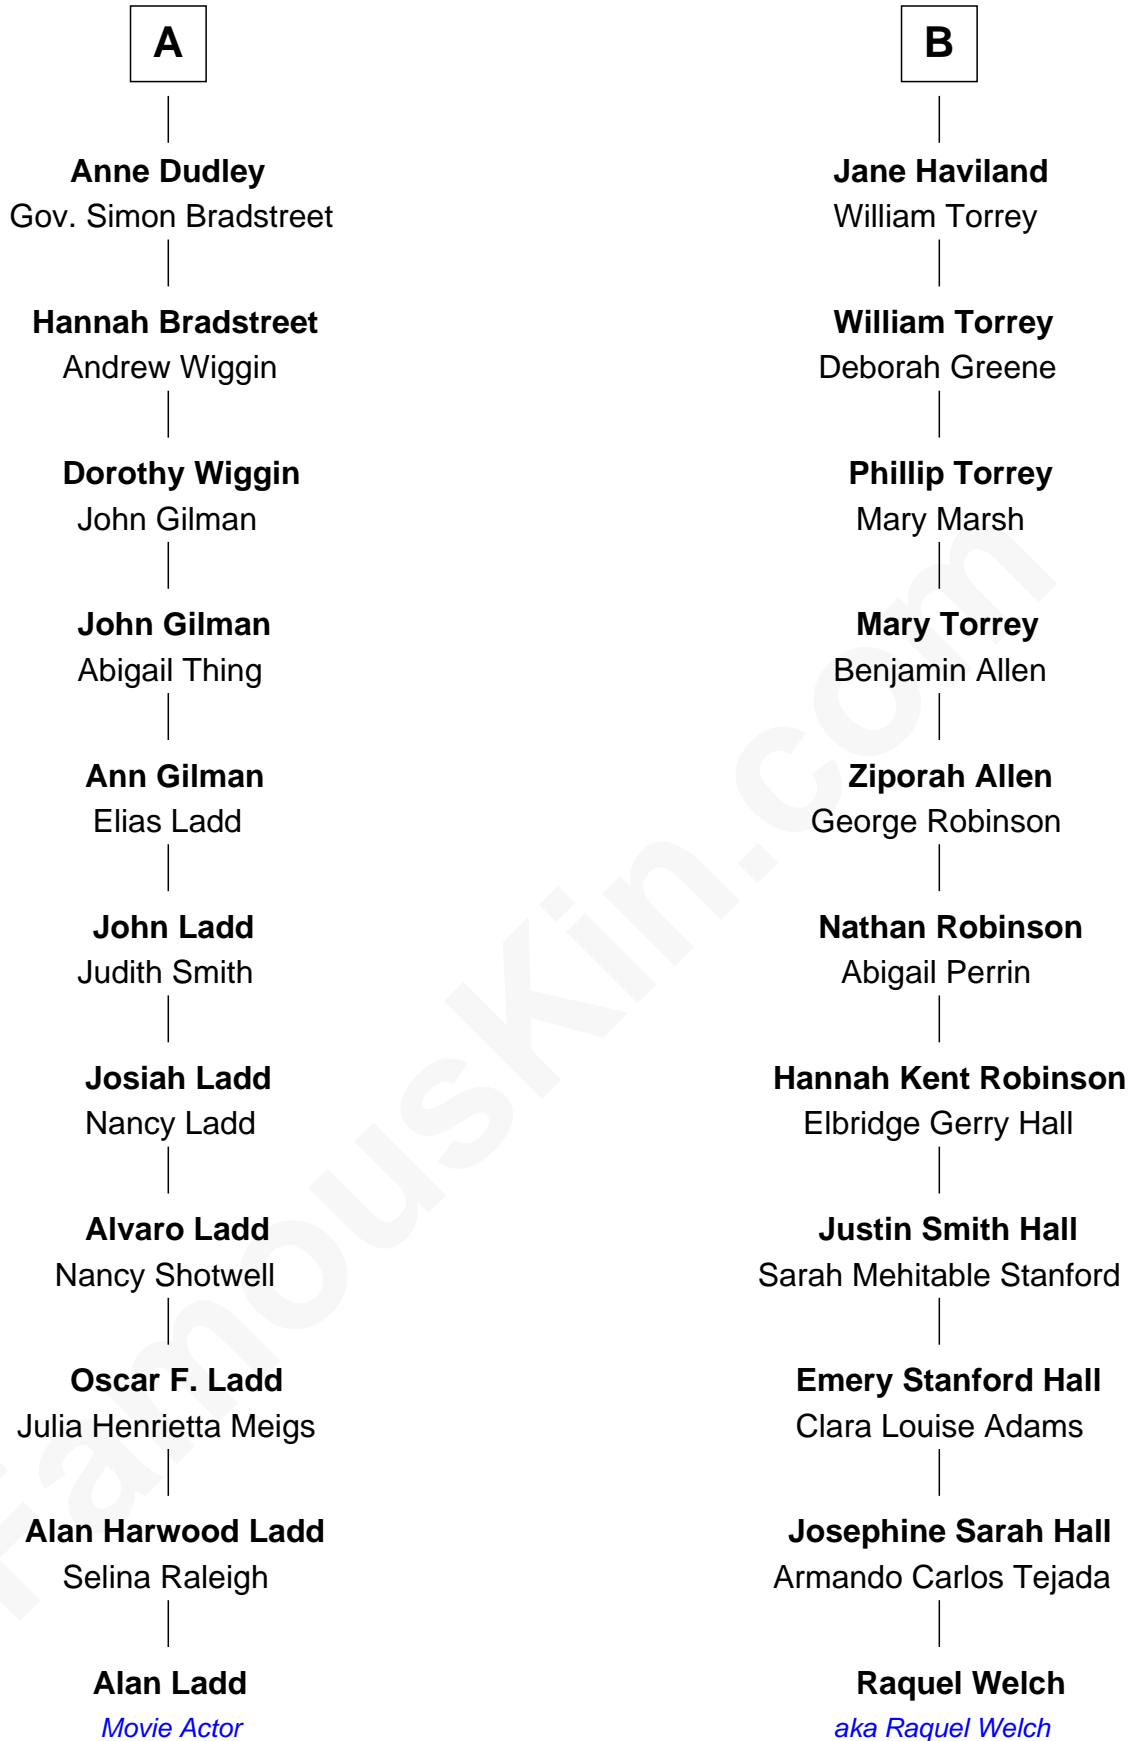 A
Anne Dudley
Gov. Simon Bradstreet
Hannah Bradstreet
Andrew Wiggin
Dorothy Wiggin
John Gilman
John Gilman
Abigail Thing
Ann Gilman
Elias Ladd
John Ladd
Judith Smith
Josiah Ladd
Nancy Ladd
Alvaro Ladd
Nancy Shotwell
Oscar F. Ladd
Julia Henrietta Meigs
Alan Harwood Ladd
Selina Raleigh
Alan Ladd
Movie Actor
B
Jane Haviland
William Torrey
William Torrey
Deborah Greene
Phillip Torrey
Mary Marsh
Mary Torrey
Benjamin Allen
Ziporah Allen
George Robinson
Nathan Robinson
Abigail Perrin
Hannah Kent Robinson
Elbridge Gerry Hall
Justin Smith Hall
Sarah Mehitable Stanford
Emery Stanford Hall
Clara Louise Adams
Josephine Sarah Hall
Armando Carlos Tejada
Raquel Welch
aka Raquel Welch
FamousKin.com